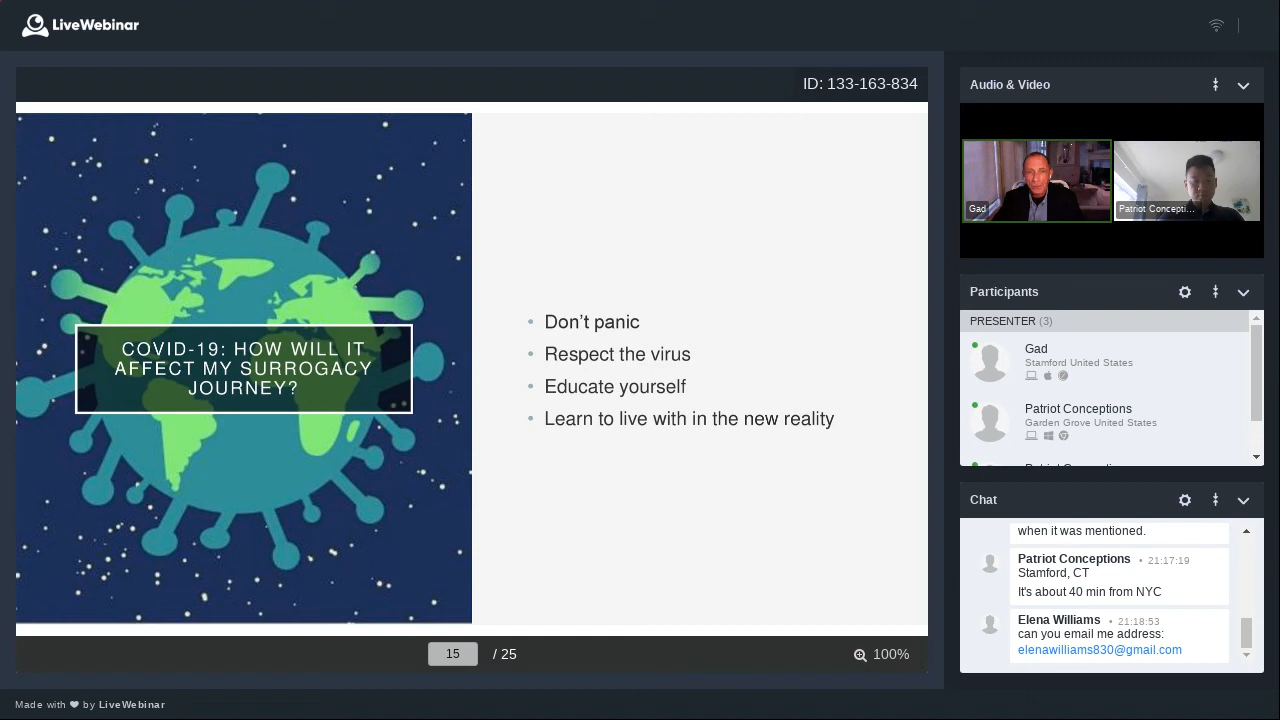 LiveWebinar
ID: 133-163-834
COVID-19: HOW WILL IT
AFFECT MY SURROGACY
JOURNEY?
• Don't panic
• Respect the virus
• Educate yourself
• Learn to live with in the new reality
15 / 25
100%
Audio & Video
Gad
Patriot Concepti...
Participants
PRESENTER (3)
Gad
Stamford United States
Patriot Conceptions
Garden Grove United States
Chat
when it was mentioned.
Patriot Conceptions • 21:17:19
Stamford, CT
It's about 40 min from NYC
Elena Williams • 21:18:53
can you email me address:
elenawilliams830@gmail.com
Made with by LiveWebinar